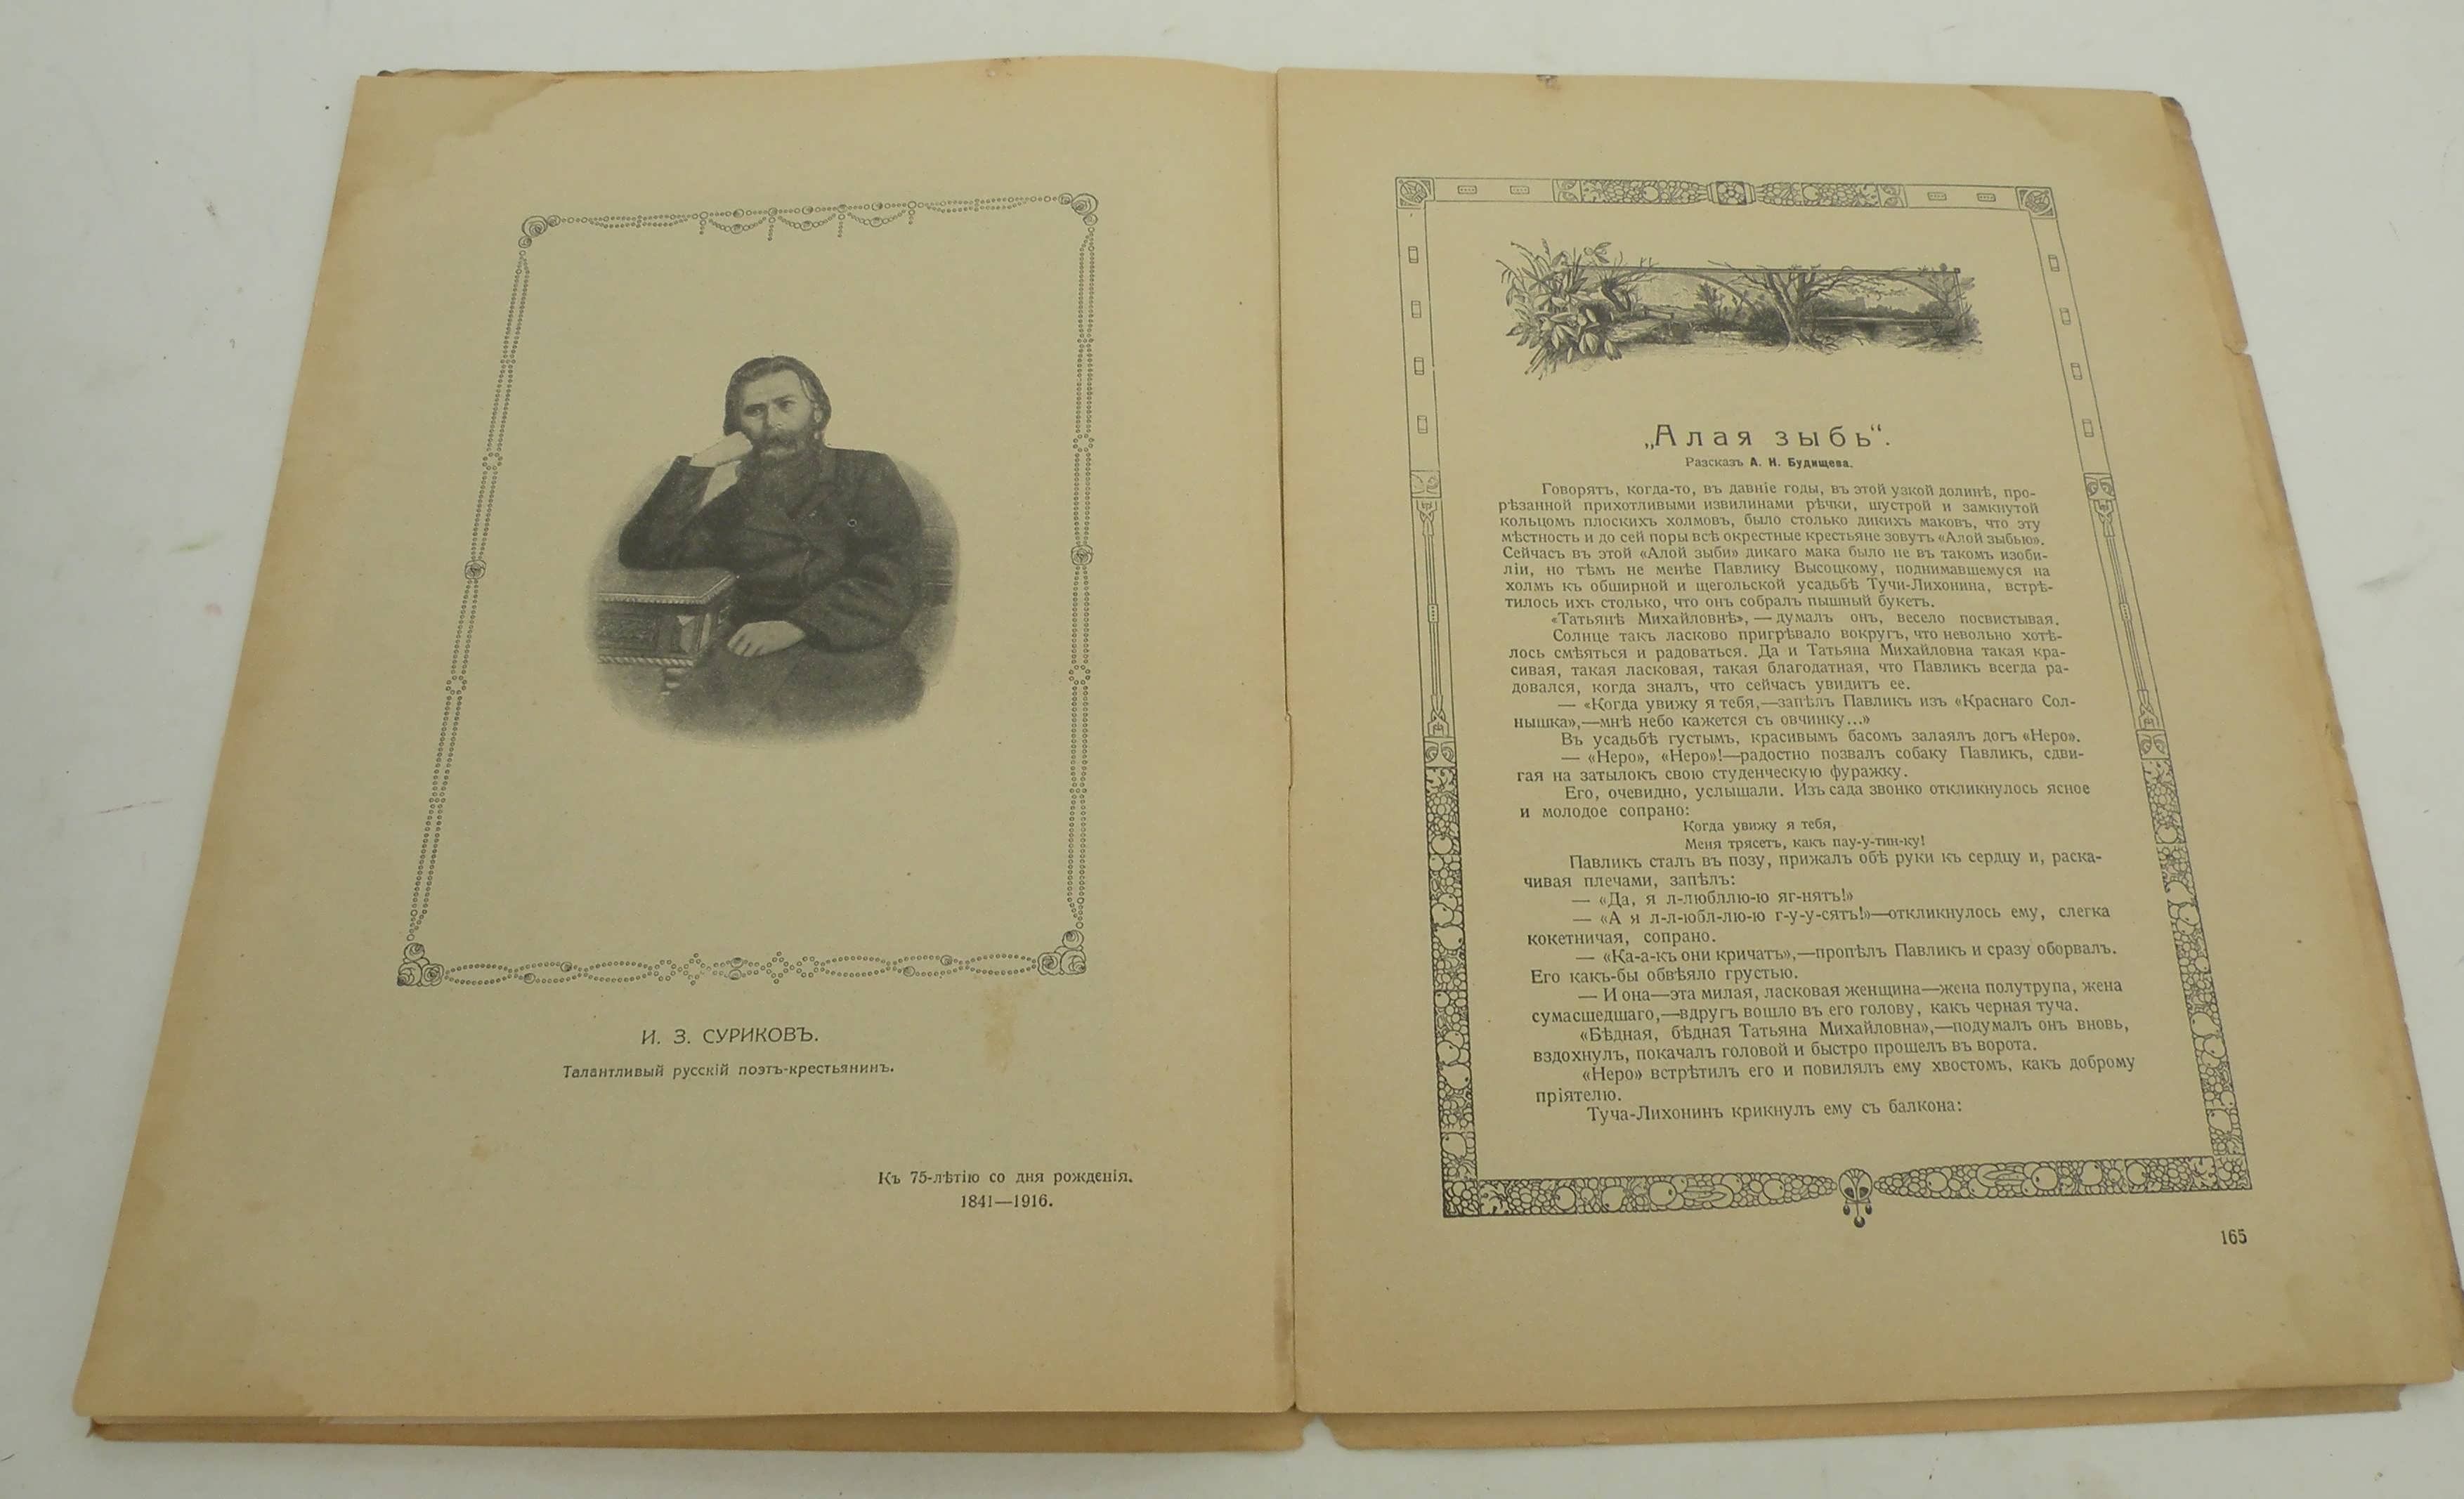 И. З. СУРИКОВЪ.
Талантливый русскій поэтъ-крестьянинъ.
Къ 75-лѣтію со дня рожденія.
1841—1916.
„Алая зыбь“.
Разсказъ А. Н. Будищева.
Говорятъ, когда-то, въ давніе годы, въ этой узкой долинѣ, про-
рѣзанной прихотливыми извилинами рѣчки, шустрой и замкнутой
кольцомъ плоскихъ холмовъ, было столько дикихъ маковъ, что эту
мѣстность и до сей поры всѣ окрестные крестьяне зовутъ «Алой зыбью».
Сейчасъ въ этой «Алой зыби» дикаго мака было не въ такомъ изоби-
ліи, но тѣмъ не менѣе Павлику Высоцкому, поднимавшемуся на
холмъ къ обширной и щегольской усадьбѣ Тучи-Лихонина, встрѣ-
тилось ихъ столько, что онъ собралъ пышный букетъ.
«Татьянѣ Михайловнѣ», — думалъ онъ, весело посвистывая.
Солнце такъ ласково пригрѣвало вокругъ, что невольно хотѣ-
лось смѣяться и радоваться. Да и Татьяна Михайловна такая кра-
сивая, такая ласковая, такая благодатная, что Павликъ всегда ра-
довался, когда зналъ, что сейчасъ увидитъ ее.
— «Когда увижу я тебя,—запѣлъ Павликъ изъ «Краснаго Сол-
нышка»,—мнѣ небо кажется съ овчинку...»
Въ усадьбѣ густымъ, красивымъ басомъ залаялъ догъ «Неро».
— «Неро», «Неро»!—радостно позвалъ собаку Павликъ, сдви-
гая на затылокъ свою студенческую фуражку.
Его, очевидно, услышали. Изъ сада звонко откликнулось ясное
и молодое сопрано:
Когда увижу я тебя,
Меня трясетъ, какъ пау-у-тин-ку!
Павликъ сталъ въ позу, прижалъ обѣ руки къ сердцу и, раска-
чивая плечами, запѣлъ:
— «Да, я л-любллю-ю яг-нятъ!»
— «А я л-л-юбл-лю-ю г-у-у-сятъ!»—откликнулось ему, слегка
кокетничая, сопрано.
— «Ка-а-къ они кричатъ»,—пропѣлъ Павликъ и сразу оборвалъ.
Его какъ-бы обвѣяло грустью.
— И она—эта милая, ласковая женщина—жена полутрупа, жена
сумасшедшаго,—вдругъ вошло въ его голову, какъ черная туча.
«Бѣдная, бѣдная Татьяна Михайловна»,—подумалъ онъ вновь,
вздохнулъ, покачалъ головой и быстро прошелъ въ ворота.
«Неро» встрѣтилъ его и повилялъ ему хвостомъ, какъ доброму
пріятелю.
Туча-Лихонинъ крикнулъ ему съ балкона:
165